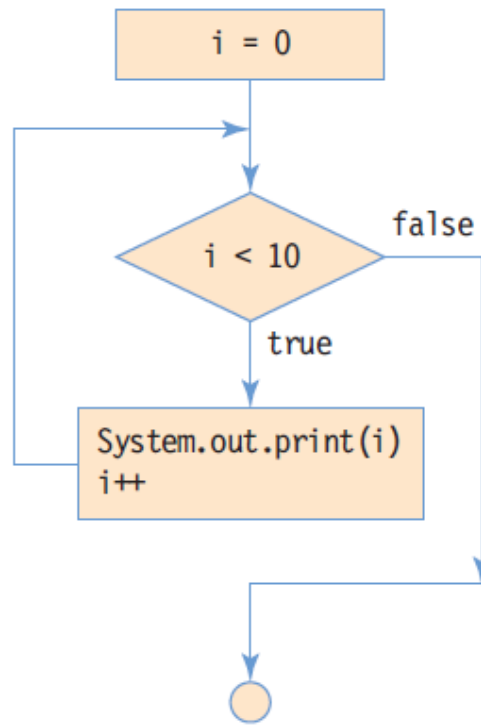 i = 0
i < 10
false
true
System.out.print(i)
i++